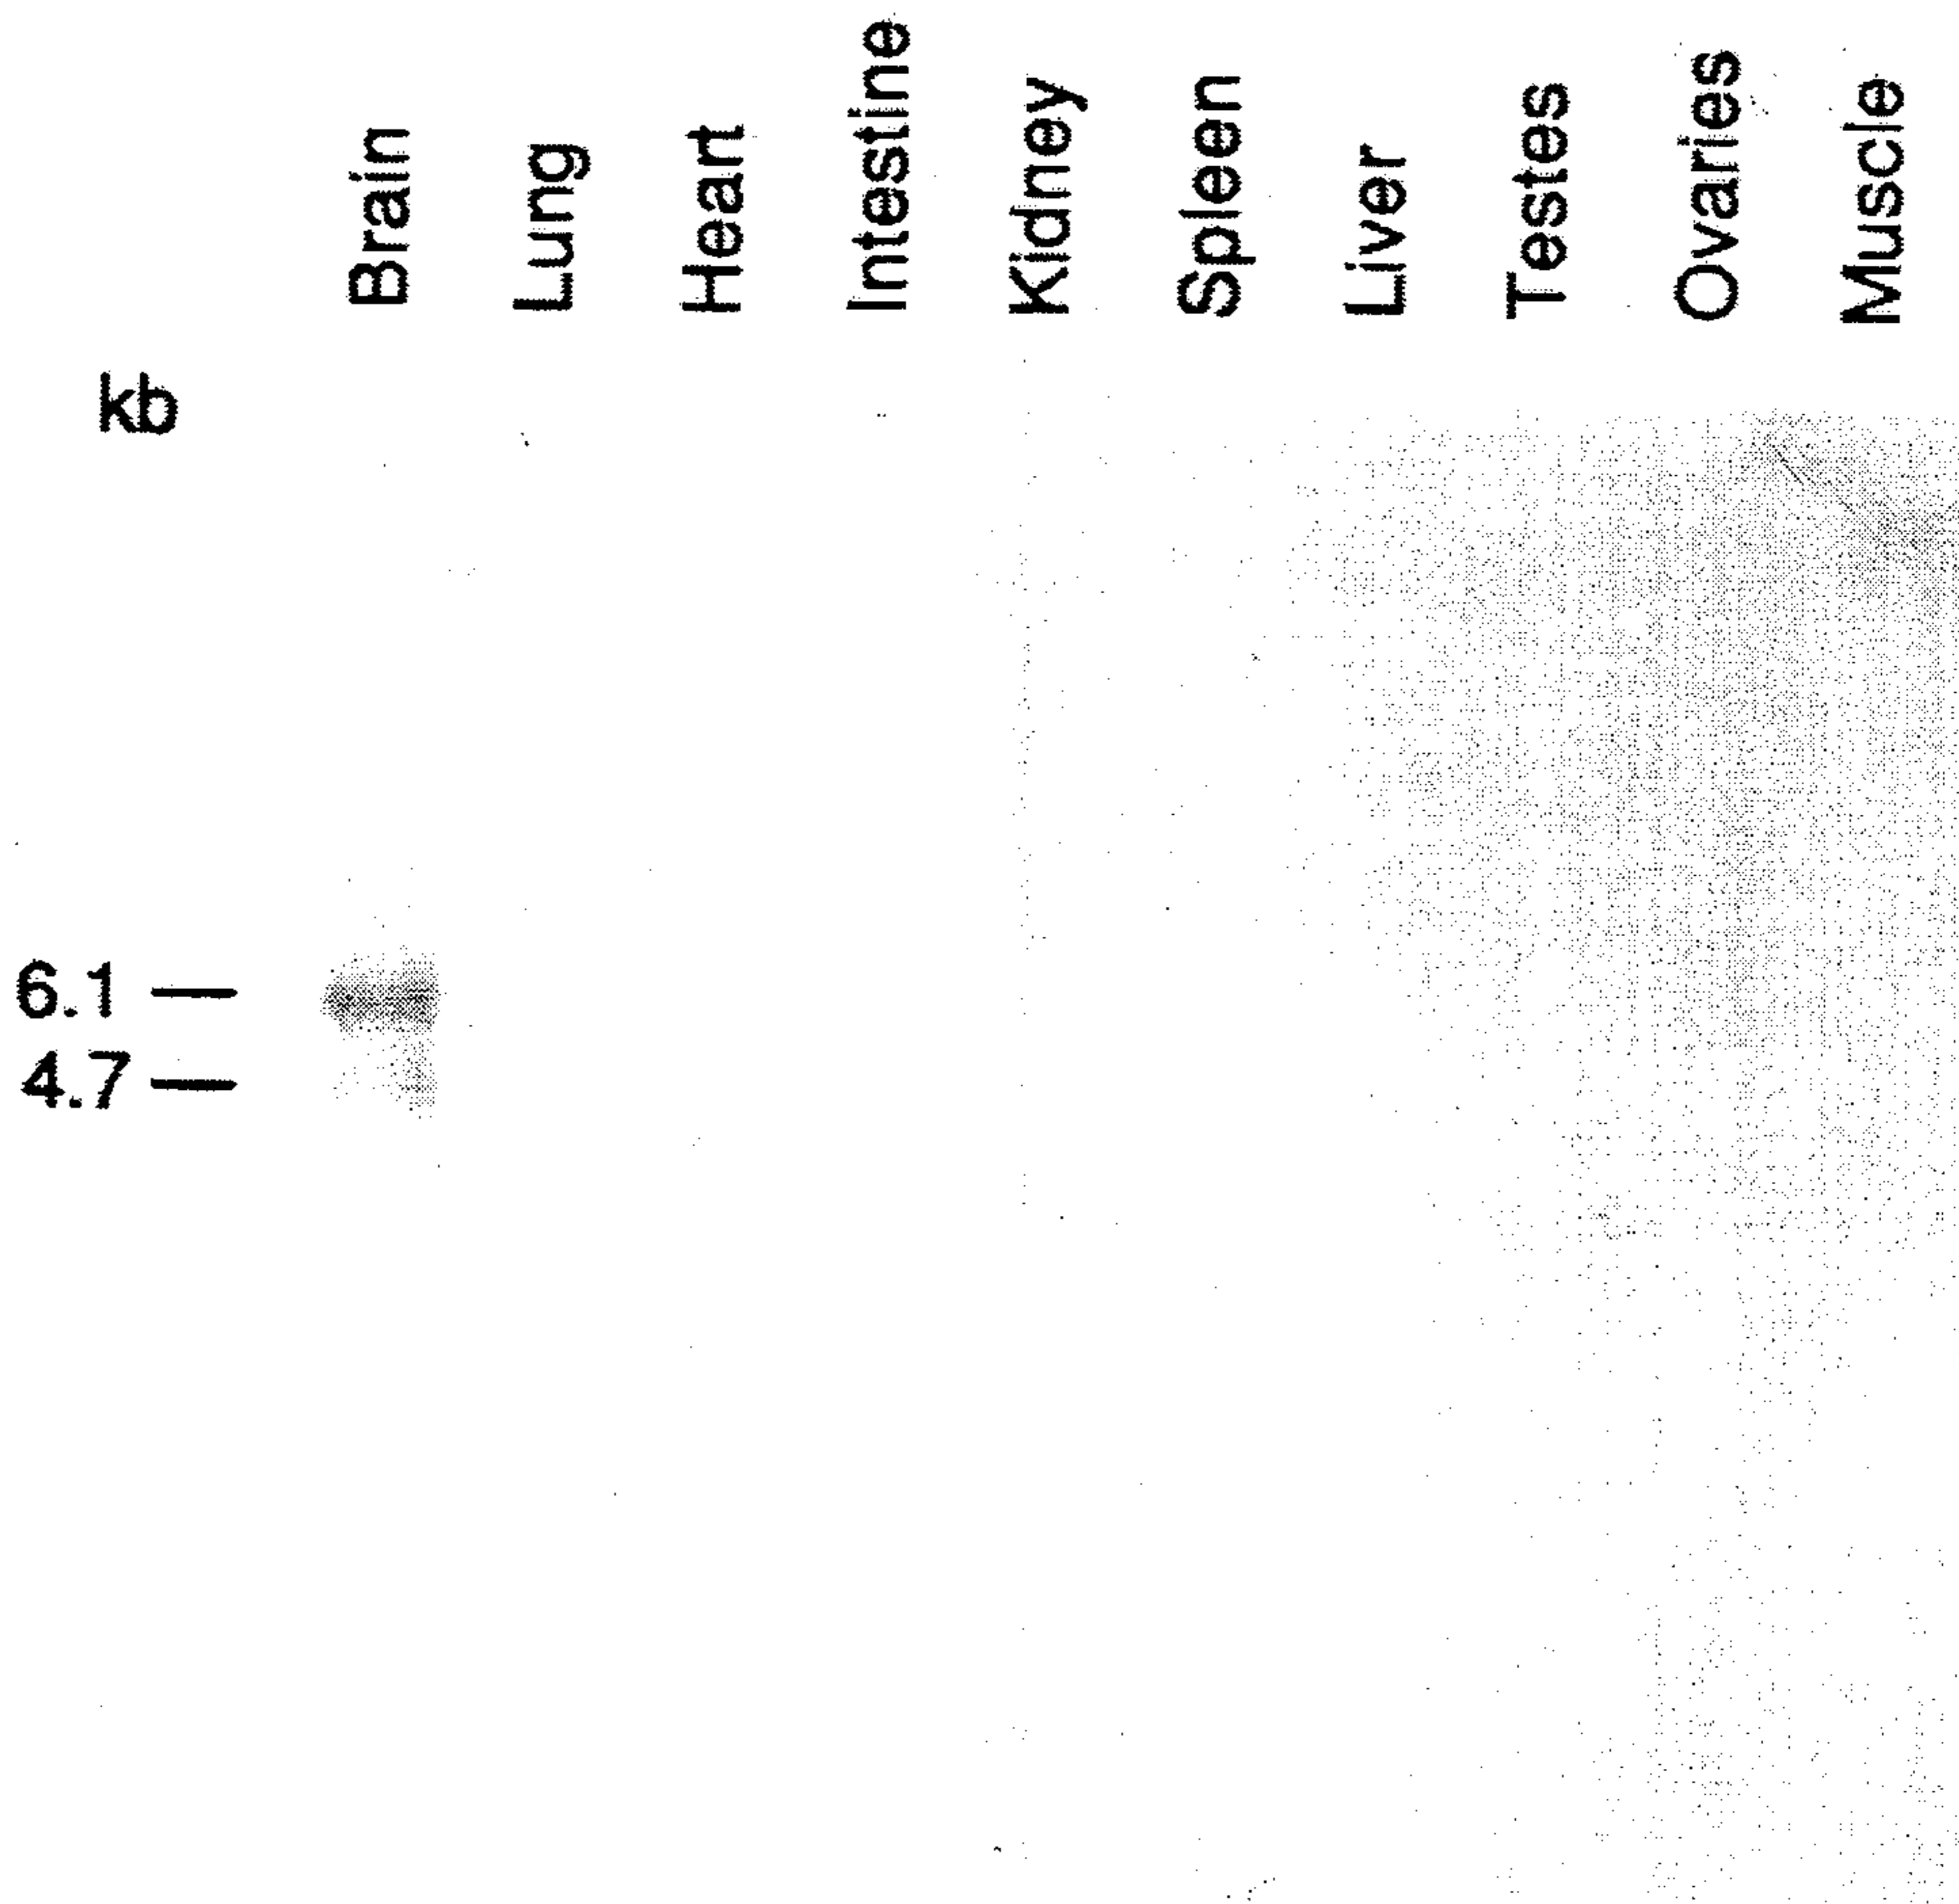 Brain Lung Heart Intestine Kidney Spleen Liver Testes Ovaries Muscle
kb
6.1
4.7